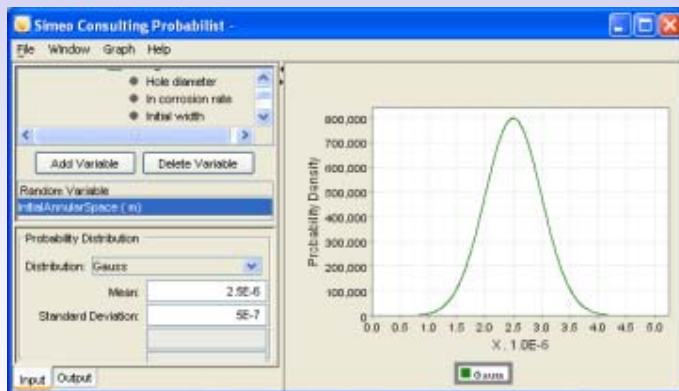 Simeo Consulting Probabilist -
File Window Graph Help
Hole diameter
In corrosion rate
Initial width
Add Variable Delete Variable
Random Variable
InitialAnnularSpace ( m)
Probability Distribution
Distribution: Gauss
Mean: 2.5E-6
Standard Deviation: 5E-7
Input Output
Probability Density
800,000
700,000
600,000
500,000
400,000
300,000
200,000
100,000
0
0.0 0.5 1.0 1.5 2.0 2.5 3.0 3.5 4.0 4.5 5.0
X . 1.0E-6
Gauss